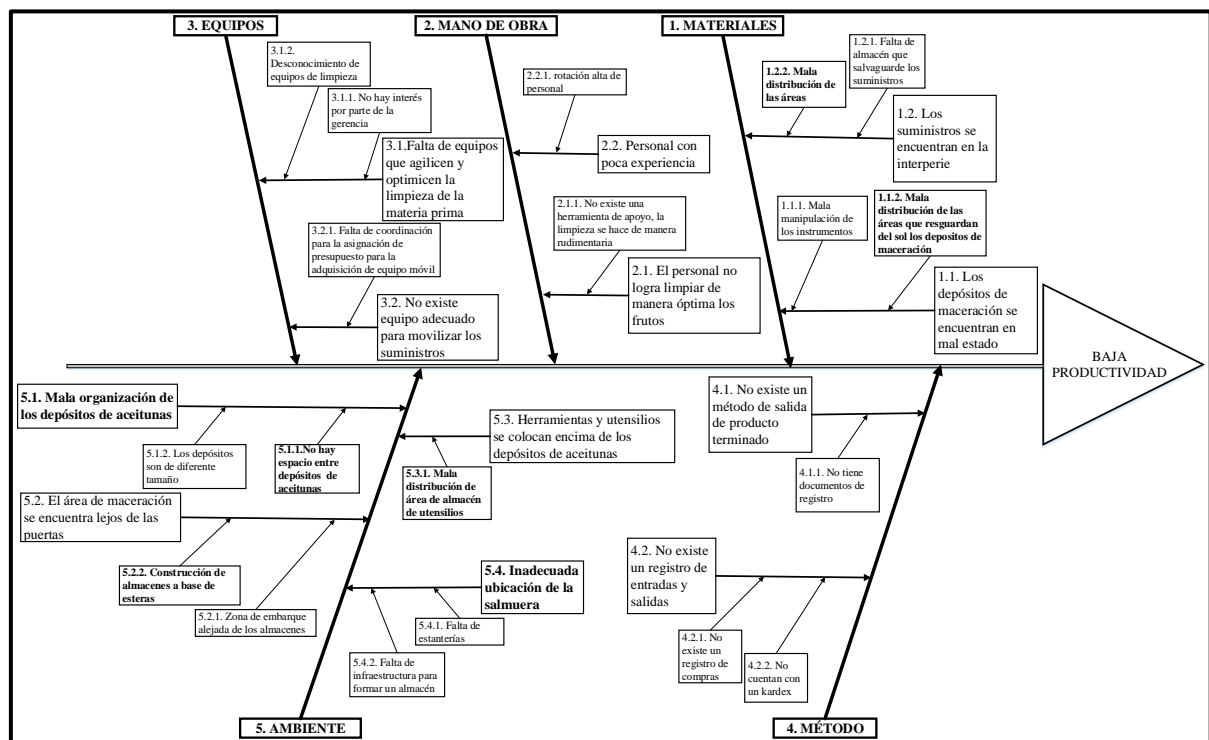 3. EQUIPOS
2. MANO DE OBRA
1. MATERIALES
3.1.2.
Desconocimiento de
equipos de limpieza
3.1.1. No hay interés
por parte de la
gerencia
3.1.Falta de equipos
que agilicen y
optimicen la
limpieza de la
materia prima
3.2.1. Falta de coordinación
para la asignación de
presupuesto para la
adquisición de equipo móvil
3.2. No existe
equipo adecuado
para movilizar los
suministros
2.2.1. rotación alta de
personal
2.2. Personal con
poca experiencia
2.1.1. No existe una
herramienta de apoyo, la
limpieza se hace de manera
rudimentaria
2.1. El personal no
logra limpiar de
manera óptima los
frutos
1.2.1. Falta de
almacén que
salvaguarde los
suministros
1.2.2. Mala
distribución de
las áreas
1.2. Los
suministros se
encuentran en la
interperie
1.1.1. Mala
manipulación de
los instrumentos
1.1.2. Mala
distribución de las
áreas que resguardan
del sol los depositos de
maceración
1.1. Los
depósitos de
maceración se
encuentran en
mal estado
BAJA
PRODUCTIVIDAD
5.1. Mala organización de
los depósitos de aceitunas
5.1.2. Los depósitos
son de diferente
tamaño
5.1.1.No hay
espacio entre
depósitos de
aceitunas
5.3. Herramientas y utensilios
se colocan encima de los
depósitos de aceitunas
5.3.1. Mala
distribución de
área de almacén
de utensilios
5.2. El área de maceración
se encuentra lejos de las
puertas
5.2.2. Construcción de
almacenes a base de
esteras
5.2.1. Zona de embarque
alejada de los almacenes
5.4. Inadecuada
ubicación de la
salmuera
5.4.1. Falta de
estanterías
5.4.2. Falta de
infraestructura para
formar un almacén
4.1. No existe un
método de salida
de producto
terminado
4.1.1. No tiene
documentos de
registro
4.2. No existe
un registro de
entradas y
salidas
4.2.1. No
existe un
registro de
compras
4.2.2. No
cuentan con
un kardex
5. AMBIENTE
4. MÉTODO